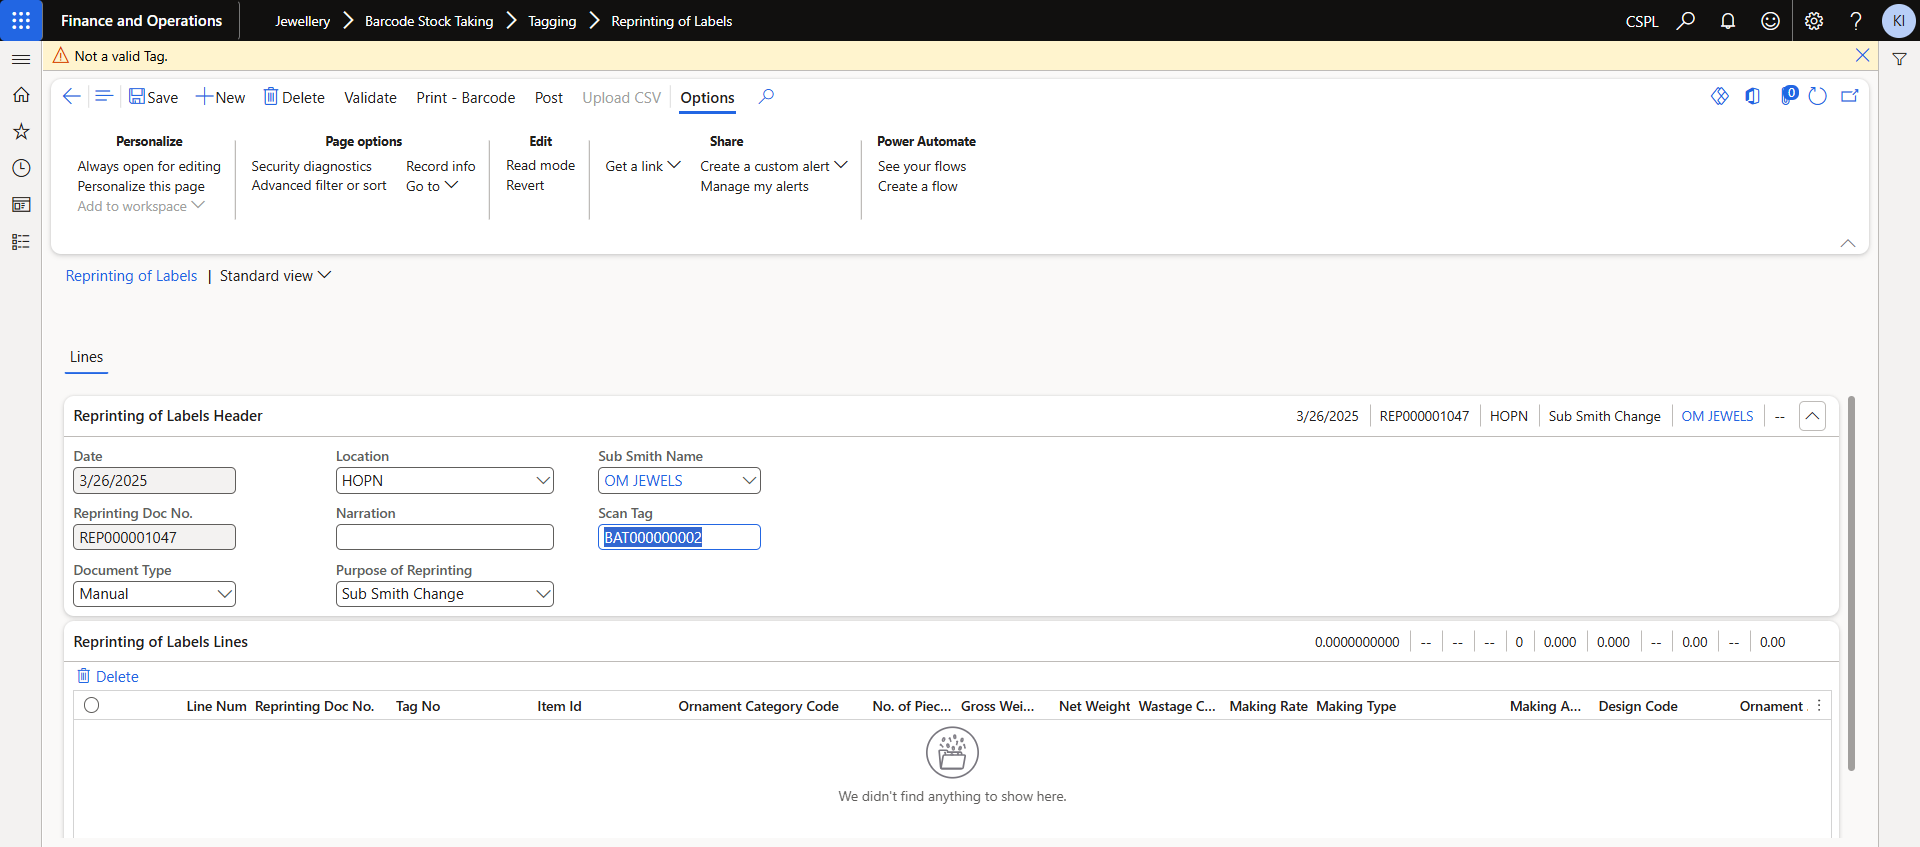 Finance and Operations
Jewellery > Barcode Stock Taking > Tagging > Reprinting of Labels
CSPL
KI
Not a valid Tag.
Save New Delete Validate Print - Barcode Post Upload CSV Options
0
Personalize
Always open for editing
Personalize this page
Add to workspace
Page options
Security diagnostics
Advanced filter or sort
Record info
Go to
Edit
Read mode
Revert
Share
Get a link
Create a custom alert
Manage my alerts
Power Automate
See your flows
Create a flow
Reprinting of Labels | Standard view
Lines
Reprinting of Labels Header
3/26/2025 REP000001047 HOPN Sub Smith Change OM JEWELS --
Date
3/26/2025
Reprinting Doc No.
REP000001047
Document Type
Manual
Location
HOPN
Narration
Purpose of Reprinting
Sub Smith Change
Sub Smith Name
OM JEWELS
Scan Tag
BAT000000002
Reprinting of Labels Lines
0.0000000000 -- -- -- 0 0.000 0.000 -- 0.00 -- 0.00
Delete
Line Num Reprinting Doc No. Tag No Item Id Ornament Category Code No. of Piec... Gross Wei... Net Weight Wastage C... Making Rate Making Type Making A... Design Code Ornament
We didn't find anything to show here.